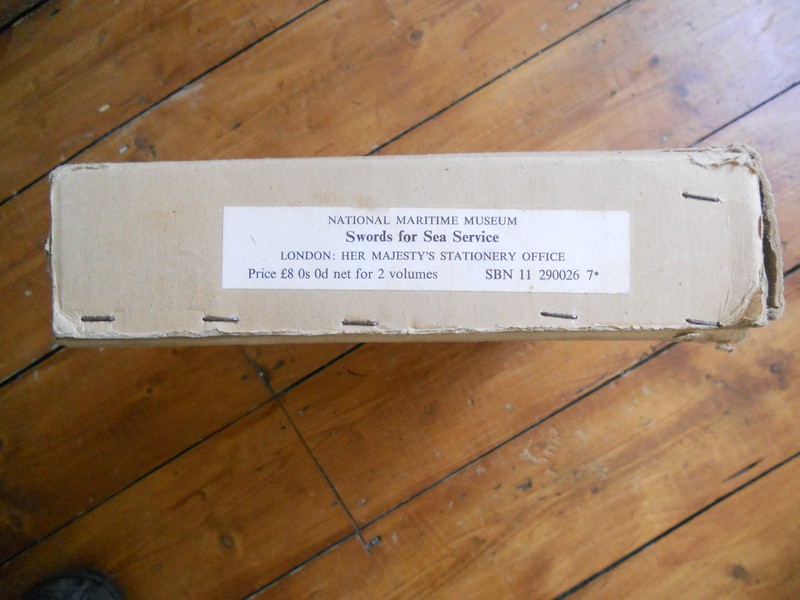 NATIONAL MARITIME MUSEUM
Swords for Sea Service
LONDON: HER MAJESTY'S STATIONERY OFFICE
Price £8 0s 0d net for 2 volumes SBN 11 290026 7*